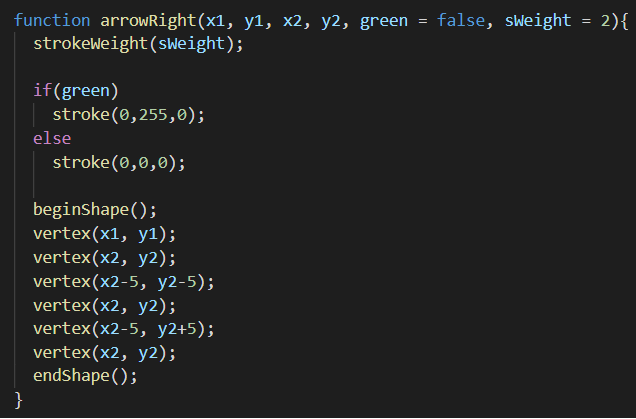 function arrowRight(x1, y1, x2, y2, green = false, sWeight = 2){
  strokeWeight(sWeight);

  if(green)
    stroke(0,255,0);
  else
    stroke(0,0,0);

  beginShape();
  vertex(x1, y1);
  vertex(x2, y2);
  vertex(x2-5, y2-5);
  vertex(x2, y2);
  vertex(x2-5, y2+5);
  vertex(x2, y2);
  endShape();
}